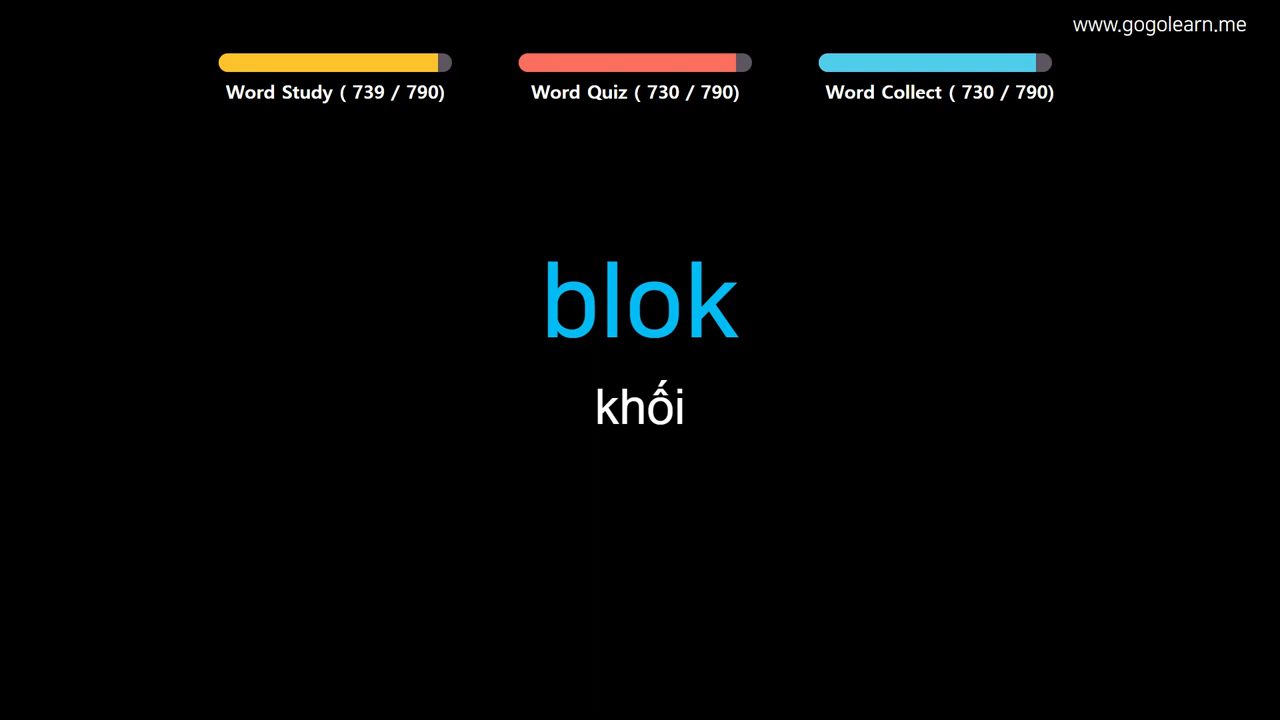 www.gogolearn.me
Word Study ( 739 / 790)
Word Quiz ( 730 / 790)
Word Collect ( 730 / 790)
blok
khối